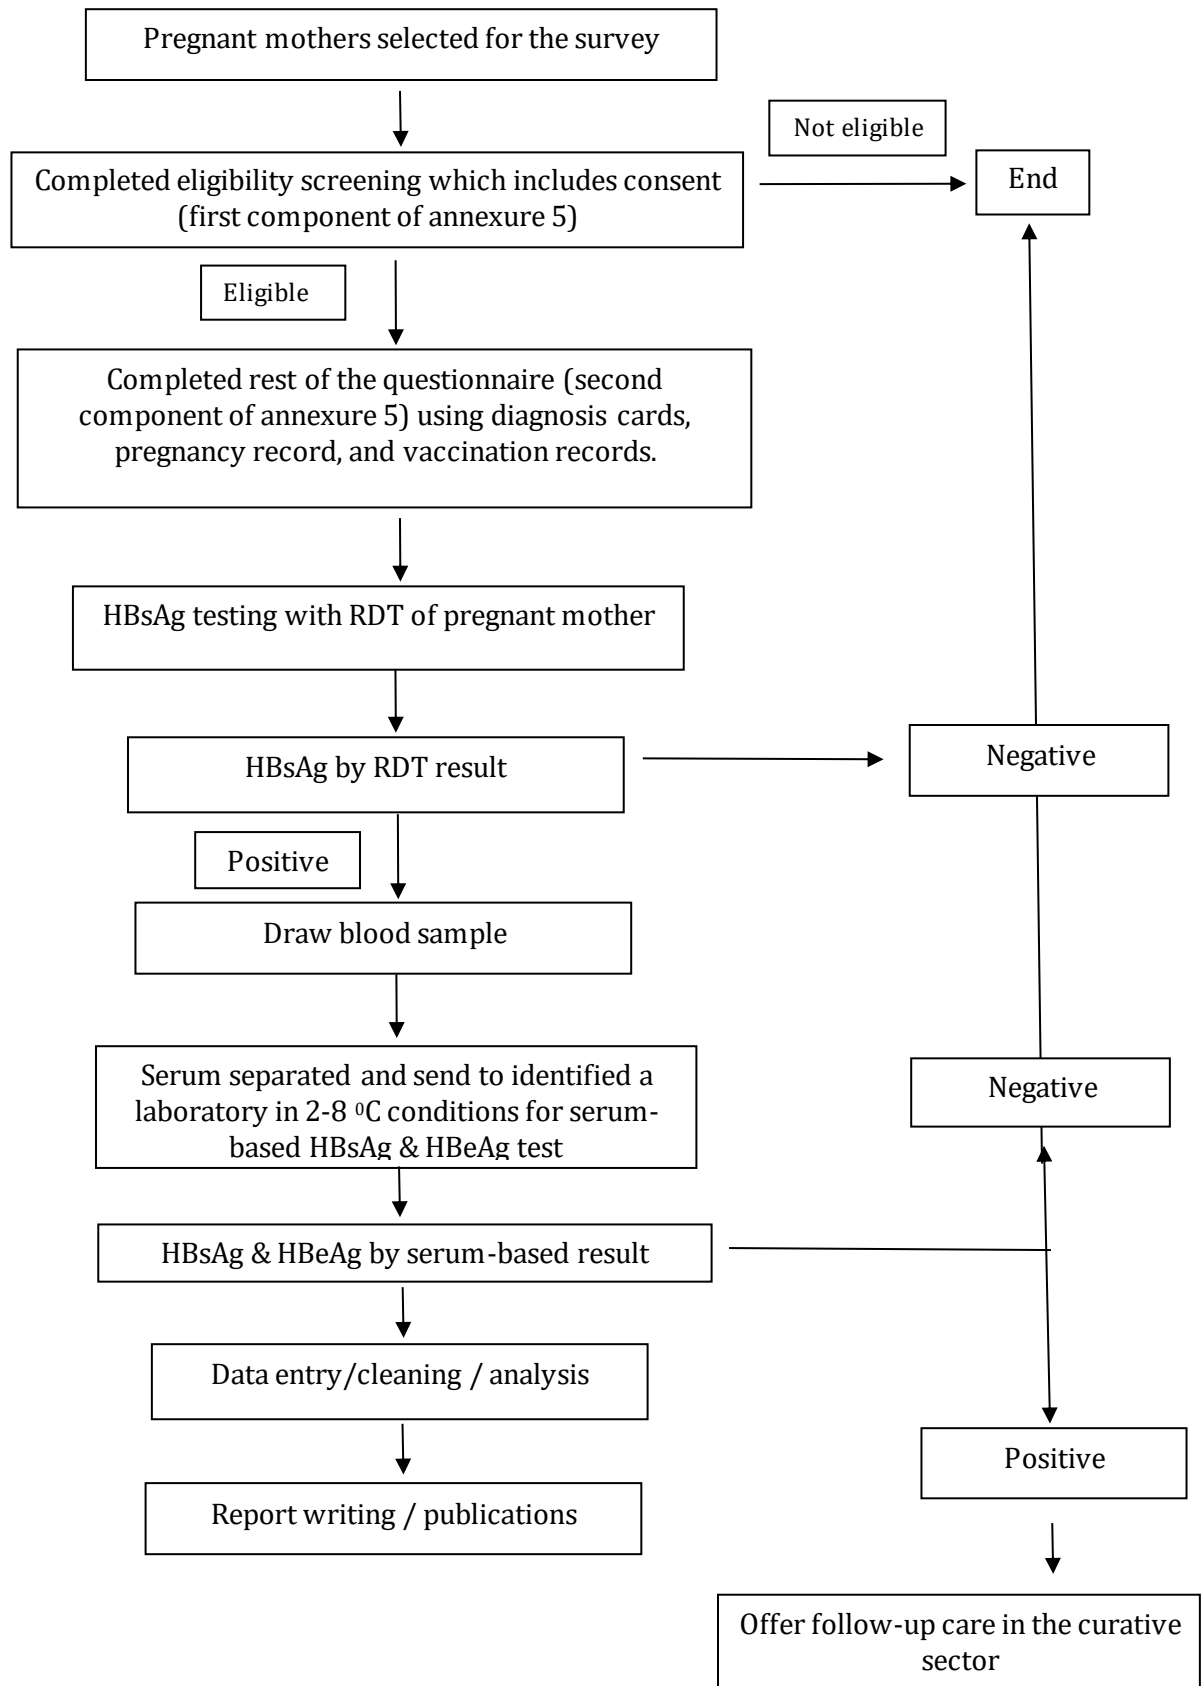 Pregnant mothers selected for the survey
Not eligible
Completed eligibility screening which includes consent
(first component of annexure 5)
End
Eligible
Completed rest of the questionnaire (second
component of annexure 5) using diagnosis cards,
pregnancy record, and vaccination records.
HBsAg testing with RDT of pregnant mother
HBsAg by RDT result
Negative
Positive
Draw blood sample
Serum separated and send to identified a
laboratory in 2-8 ⁰C conditions for serum-
based HBsAg & HBeAg test
Negative
HBsAg & HBeAg by serum-based result
Data entry/cleaning / analysis
Positive
Report writing / publications
Offer follow-up care in the curative
sector